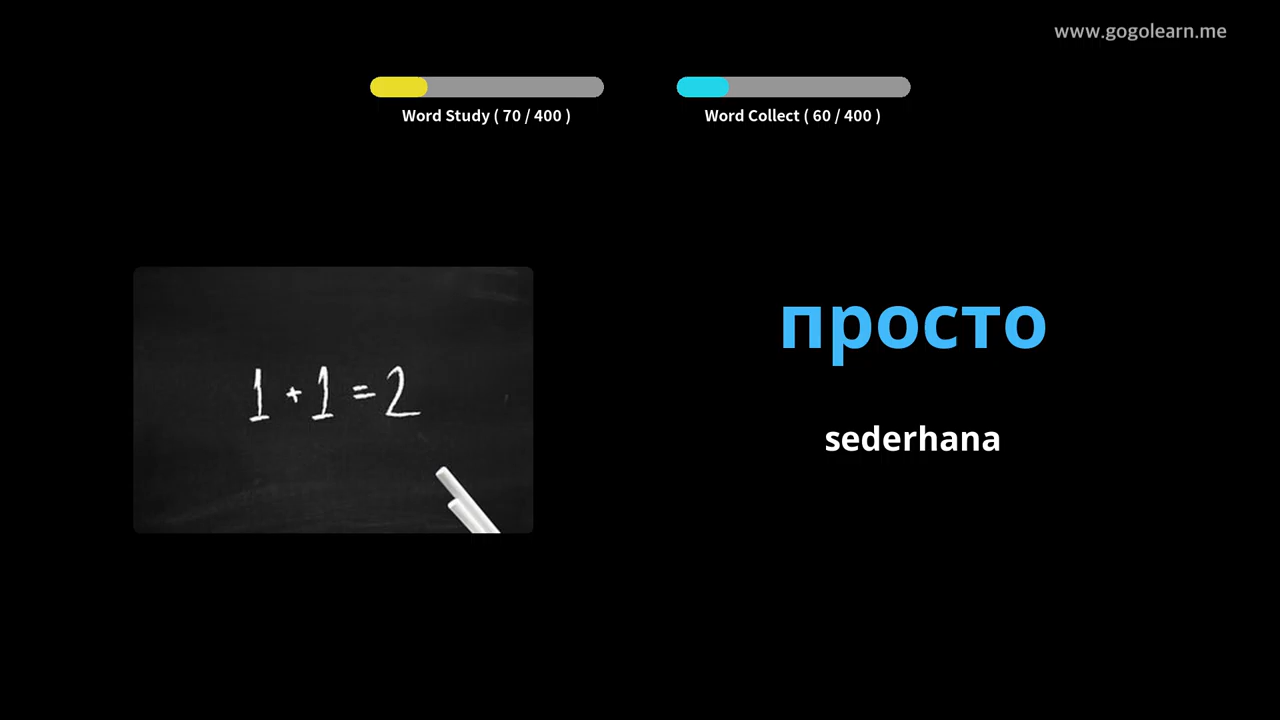 www.gogolearn.me
Word Study ( 70 / 400 )
Word Collect ( 60 / 400 )
1 + 1 = 2
просто
sederhana